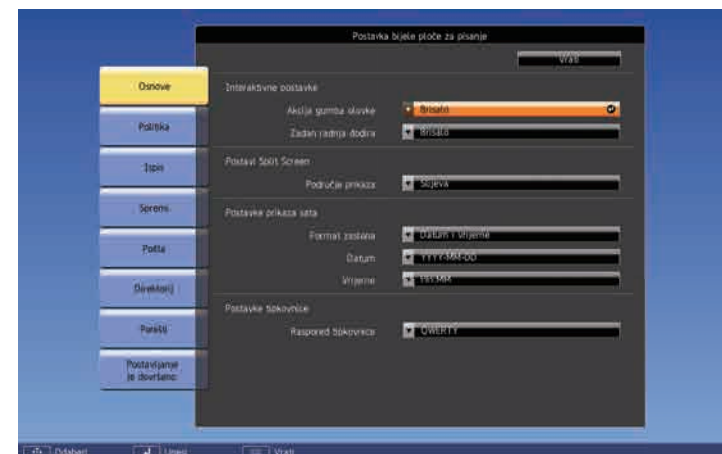 Postavka bijele ploče za pisanje
Vrati
Osnove
Politika
Ispis
Spremi
Pošta
Direktorij
Poništi
Postavljanje
je dovršeno
Interaktivne postavke
Akcija gumba olovke
Brisalo
Zadan radnja dodira
Brisalo
Postavi Split Screen
Područje prikaza
Slijeva
Postavke prikaza sata
Format zaslona
Datum i vrijeme
Datum
YYYY-MM-DD
Vrijeme
HH:MM
Postavke tipkovnice
Raspored tipkovnice
QWERTY
Odaberi
Unesi
Vrati